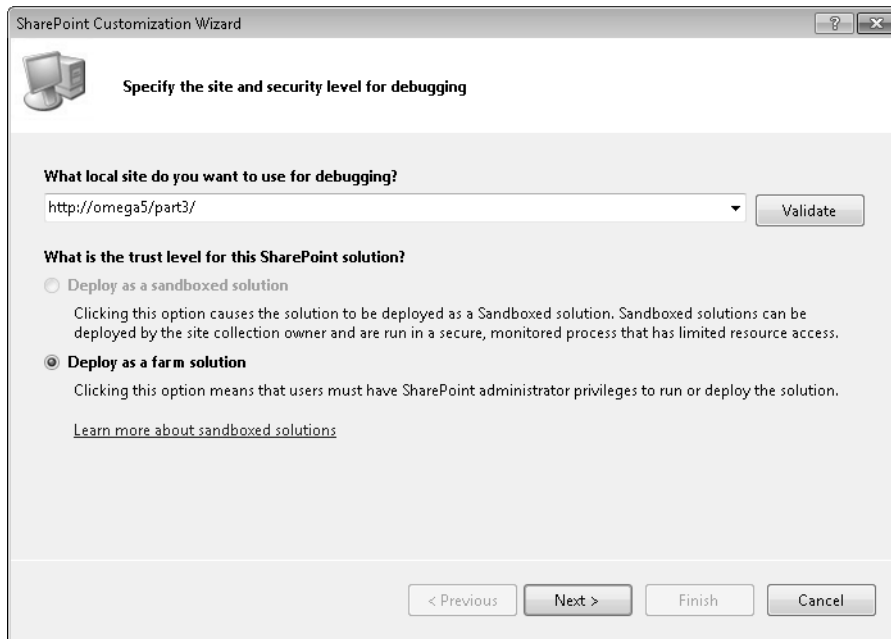 SharePoint Customization Wizard
?
Specify the site and security level for debugging
What local site do you want to use for debugging?
http://omega5/part3/
Validate
What is the trust level for this SharePoint solution?
Deploy as a sandboxed solution
Clicking this option causes the solution to be deployed as a Sandboxed solution. Sandboxed solutions can be
deployed by the site collection owner and are run in a secure, monitored process that has limited resource access.
Deploy as a farm solution
Clicking this option means that users must have SharePoint administrator privileges to run or deploy the solution.
Learn more about sandboxed solutions
< Previous
Next >
Finish
Cancel